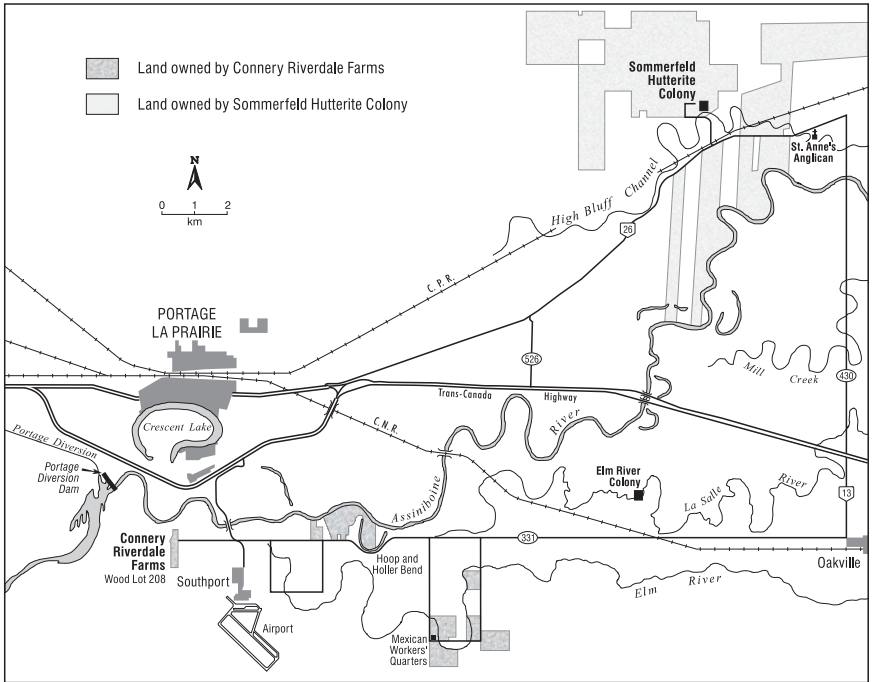 Land owned by Connery Riverdale Farms
Land owned by Sommerfeld Hutterite Colony
N
0 1 2
km
Sommerfeld
Hutterite
Colony
St. Anne's
Anglican
High Bluff Channel
26
C.P.R.
PORTAGE
LA PRAIRIE
526
Mill Creek
430
Trans-Canada Highway
Crescent Lake
C.N.R.
Portage Diversion
Portage
Diversion
Dam
Assiniboine River
Elm River
Colony
La Salle River
13
Connery
Riverdale
Farms
Wood Lot 208
331
Hoop and
Holler Bend
Oakville
Southport
Elm River
Airport
Mexican
Workers'
Quarters